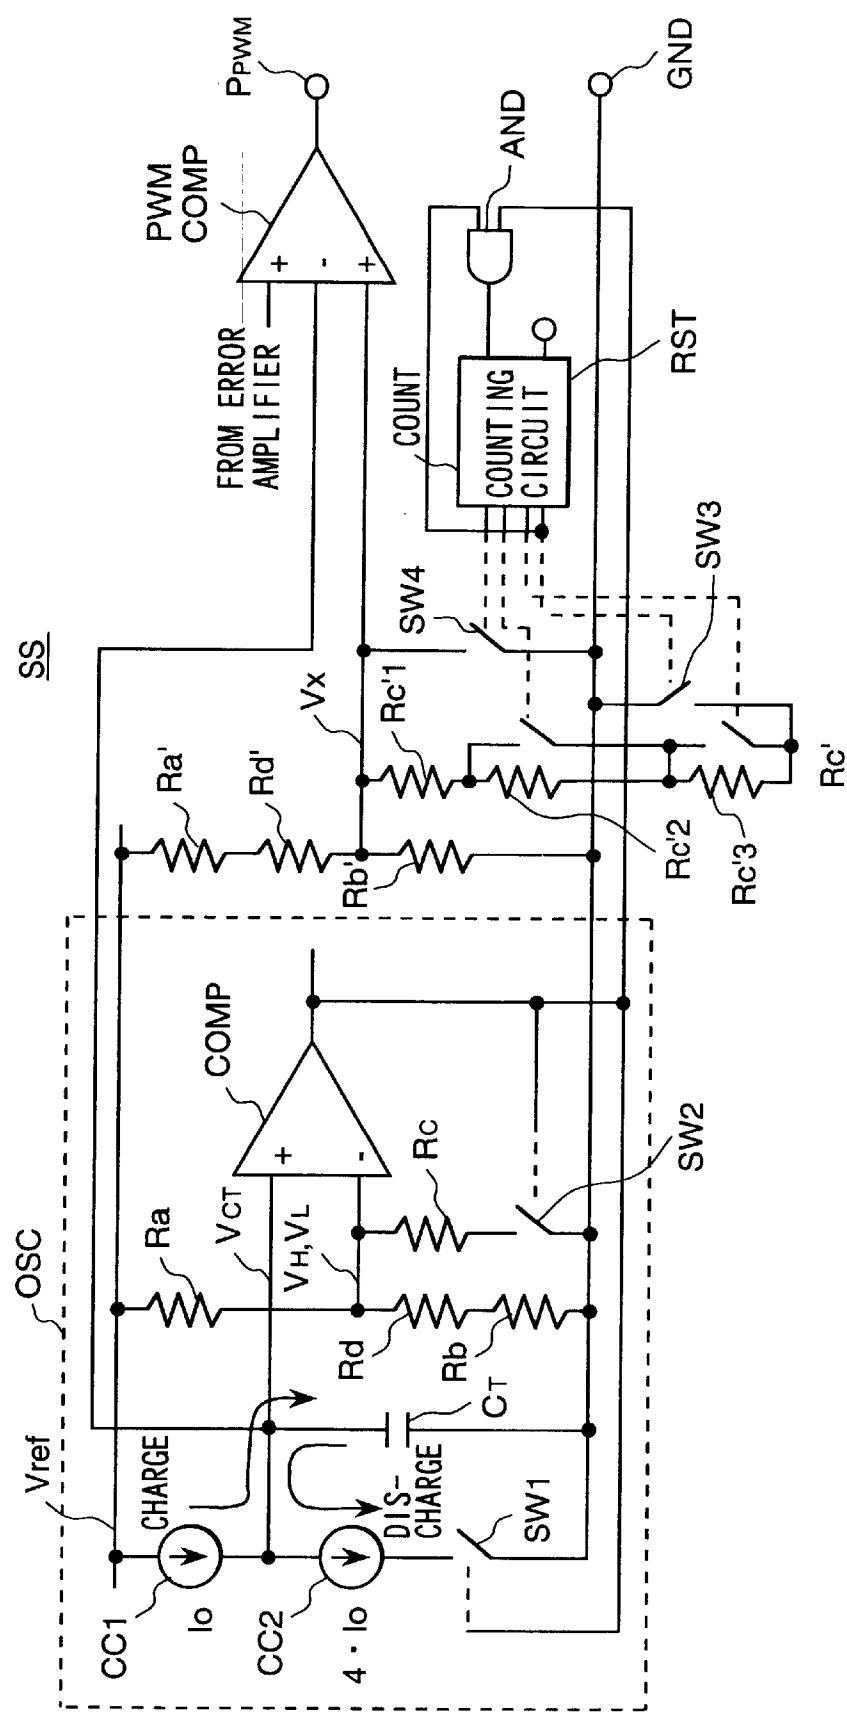 SS
OSC
Vref
CC1
Io
CHARGE
CC2
4・Io
DIS-
CHARGE
SW1
CT
Ra
VCT
VH,VL
Rd
Rb
Rc
SW2
COMP
+
-
Ra'
Rd'
Rb'
Vx
Rc'1
Rc'2
Rc'3
Rc'
SW4
SW3
COUNT
COUNTING
CIRCUIT
RST
AND
FROM ERROR
AMPLIFIER
+
-
+
PWM
COMP
PPWM
GND